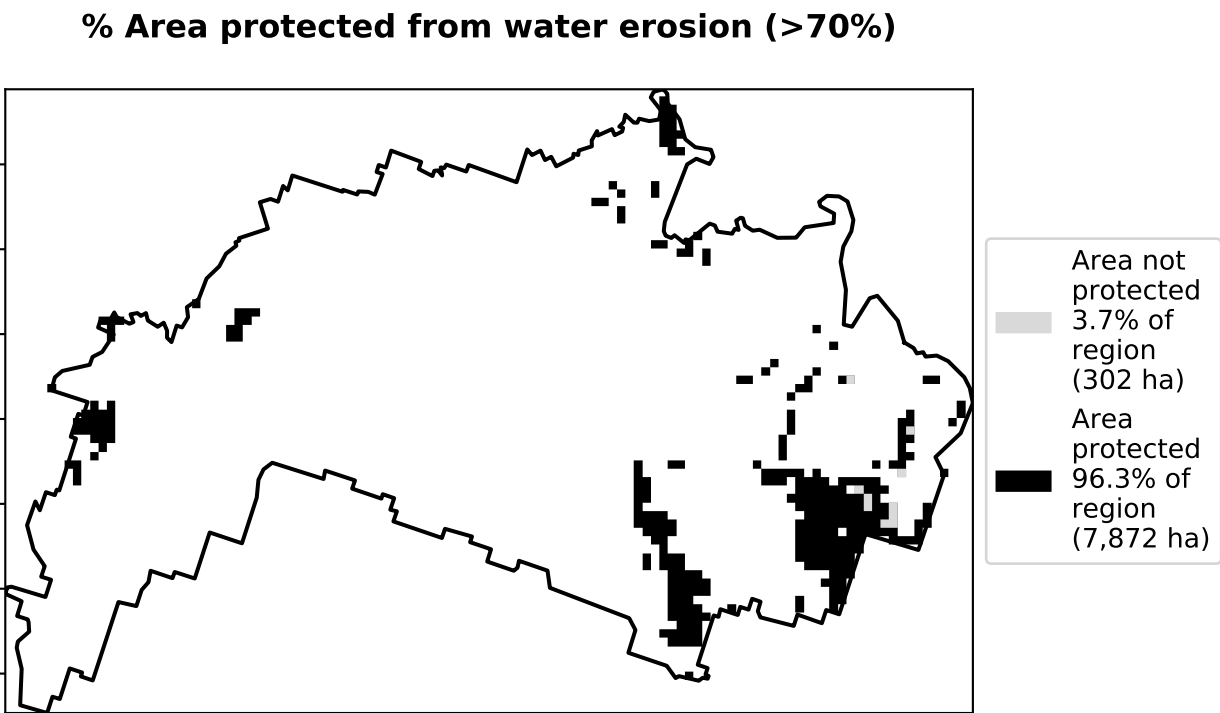 % Area protected from water erosion (>70%)
Area not
protected
3.7% of
region
(302 ha)
Area
protected
96.3% of
region
(7,872 ha)